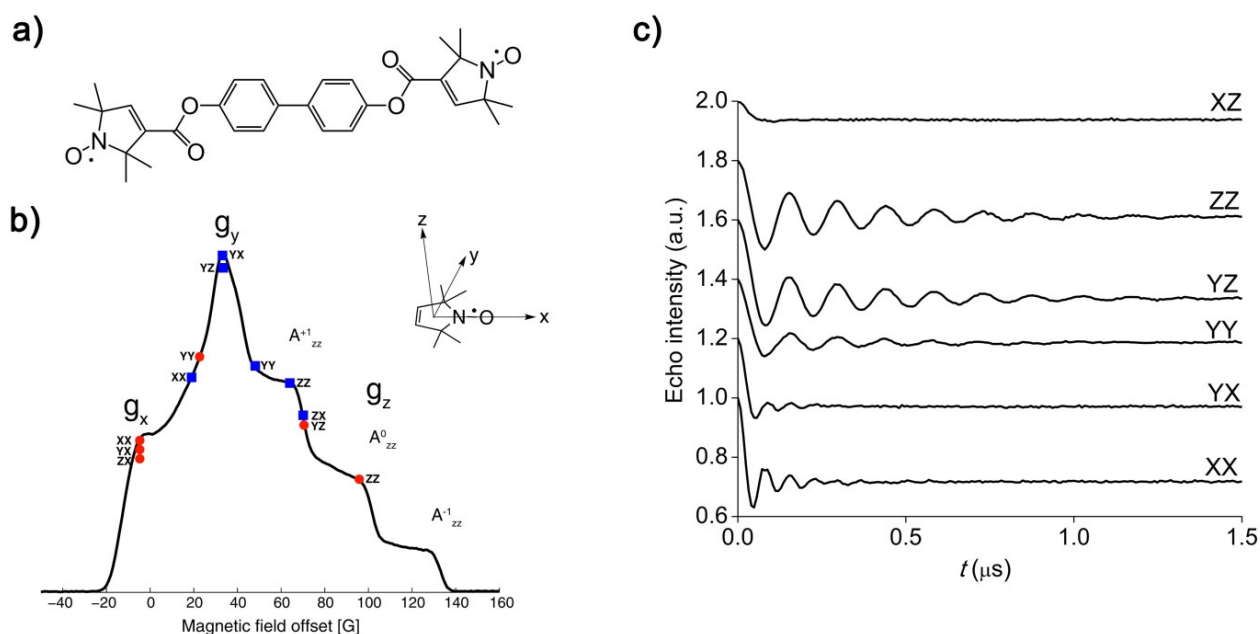 a)
O
N
O
O
O
O
N
O
b)
g_y
YX
YZ
z
y
N
O
x
YY
XX
A^{+1}_{zz}
YY
g_x
ZZ
g_z
ZX
YZ
XX
YX
ZX
A^0_{zz}
ZZ
A^{-1}_{zz}
−40 −20 0 20 40 60 80 100 120 140 160
Magnetic field offset [G]
c)
Echo intensity (a.u.)
2.0
1.8
1.6
1.4
1.2
1.0
0.8
0.6
XZ
ZZ
YZ
YY
YX
XX
0.0 0.5 1.0 1.5
t (μs)